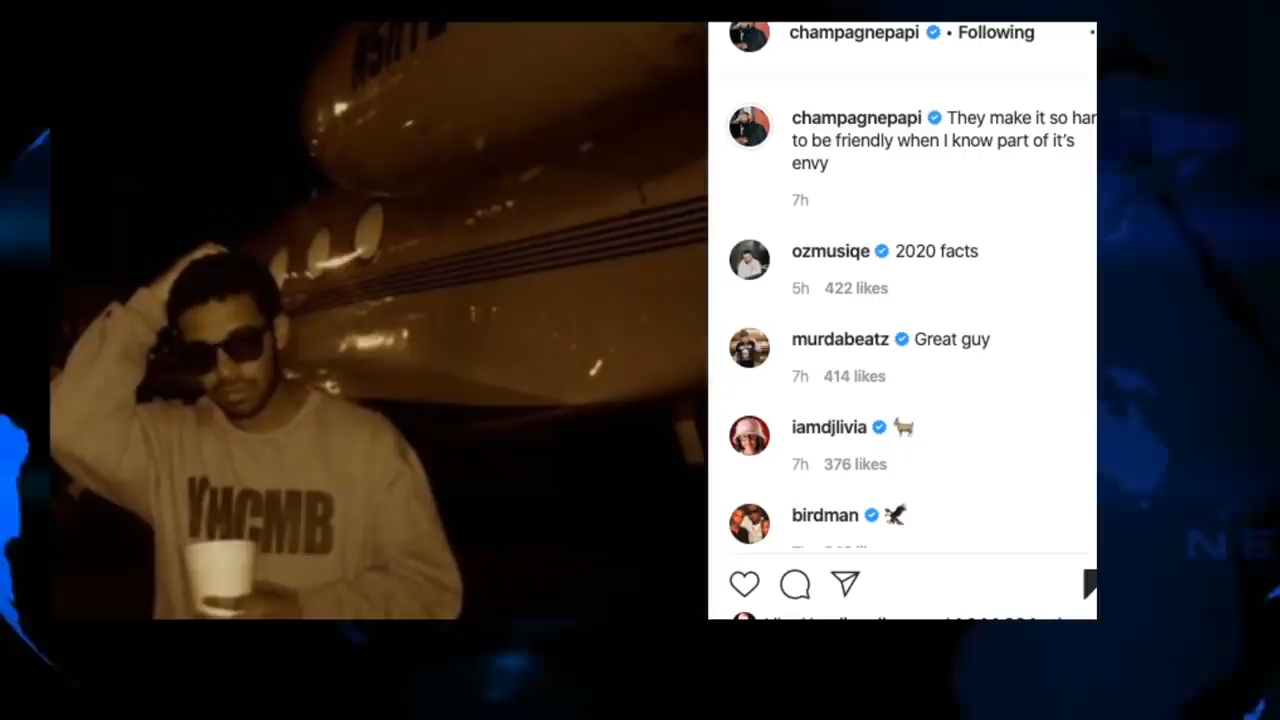 champagnepapi • Following
champagnepapi They make it so har
to be friendly when I know part of it's
envy
7h
ozmusiqe 2020 facts
5h 422 likes
murdabeatz Great guy
7h 414 likes
iamdjlivia 🐐
7h 376 likes
birdman 🦅
YMCMB
NE